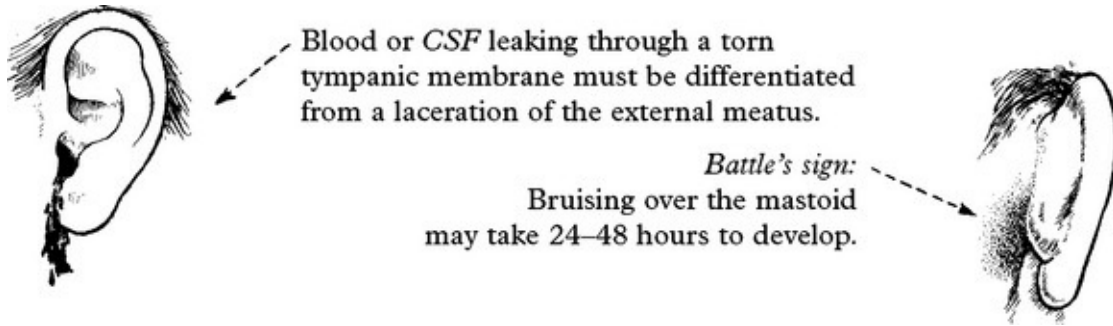 Blood or CSF leaking through a torn
tympanic membrane must be differentiated
from a laceration of the external meatus.
Battle's sign:
Bruising over the mastoid
may take 24–48 hours to develop.